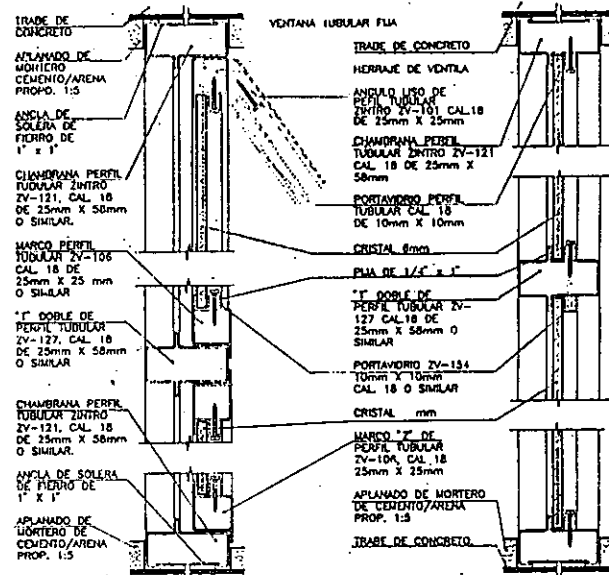 TRABE DE
CONCRETO
APLANADO DE
MORTERO
CEMENTO/ARENA
PROPO. 1:5
ANCLA DE
SOLERA DE
FIERRO DE
1" x 1"
CHAMBRANA PERFIL
TUBULAR ZINTRO
ZV-121, CAL. 18
DE 25mm X 58mm
O SIMILAR.
MARCO PERFIL
TUBULAR ZV-106
CAL. 18 DE
25mm X 25 mm
O SIMILAR
"T" DOBLE DE
PERFIL TUBULAR
ZV-127, CAL. 18
DE 25mm X 58mm
O SIMILAR
CHAMBRANA PERFIL
TUBULAR ZINTRO
ZV-121, CAL. 18
DE 25mm X 58mm
O SIMILAR.
ANCLA DE SOLERA
DE FIERRO DE
1" X 1"
APLANADO DE
MORTERO DE
CEMENTO/ARENA
PROP. 1:5
VENTANA TUBULAR FIJA
TRABE DE CONCRETO
HERRAJE DE VENTILA
ANGULO LISO DE
PEFIL TUBULAR
ZINTRO ZV-101, CAL.18
DE 25mm X 25mm
CHAMBRANA PERFIL
TUBULAR ZINTRO ZV-121
CAL. 18 DE 25mm X
58mm
PORTAVIDRIO PERFIL
TUBULAR CAL. 18
DE 10mm X 10mm
CRISTAL 6mm
PIJA DE 1/4" x 1"
"T" DOBLE DE
PERFIL TUBULAR ZV-
127 CAL.18 DE
25mm X 58mm O
SIMILAR
PORTAVIDRIO ZV-154
10mm X 10mm
CAL. 18 O SIMILAR
CRISTAL mm
MARCO "Z" DE
PERFIL TUBULAR
CAL. 18
25mm X 25mm
APLANADO DE MORTERO
DE CEMENTO/ARENA
PROP. 1:5
TRABE DE CONCRETO.